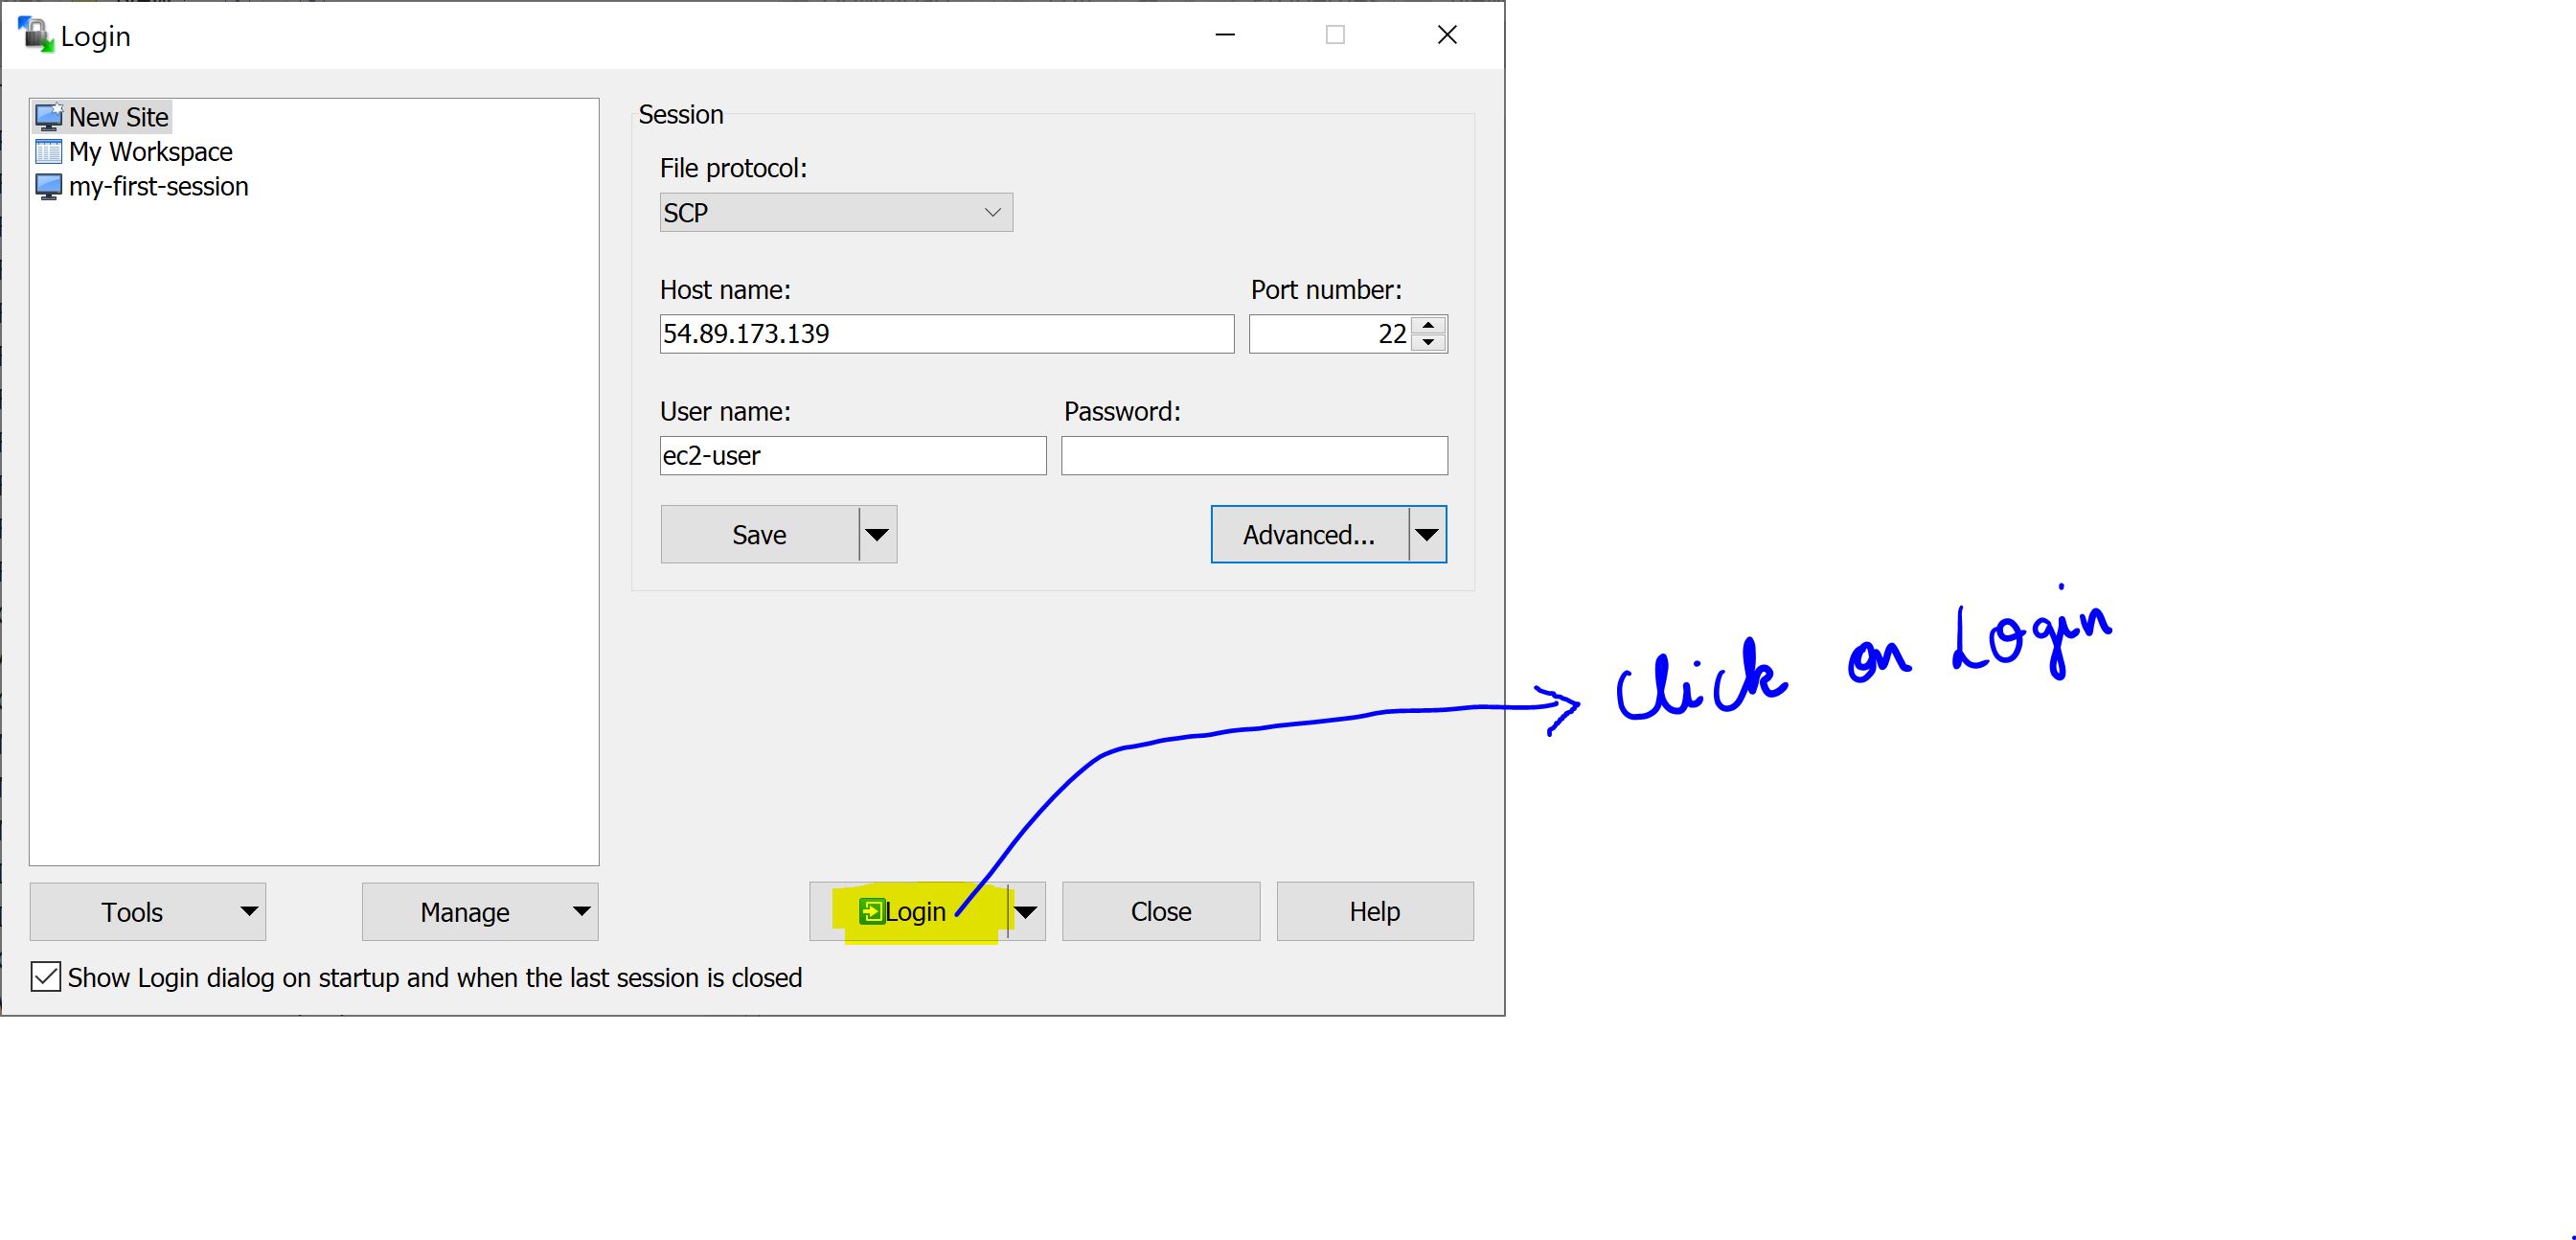 Login
New Site
My Workspace
my-first-session
Session
File protocol:
SCP
Host name: Port number:
54.89.173.139 22
User name: Password:
ec2-user
Save Advanced...
Click on Login
Tools Manage Login Close Help
Show Login dialog on startup and when the last session is closed